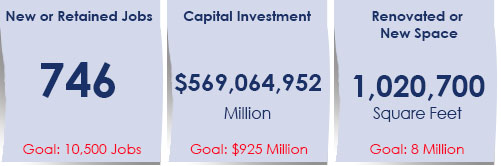 New or Retained Jobs
746
Goal: 10,500 Jobs
Capital Investment
$569,064,952
Million
Goal: $925 Million
Renovated or
New Space
1,020,700
Square Feet
Goal: 8 Million